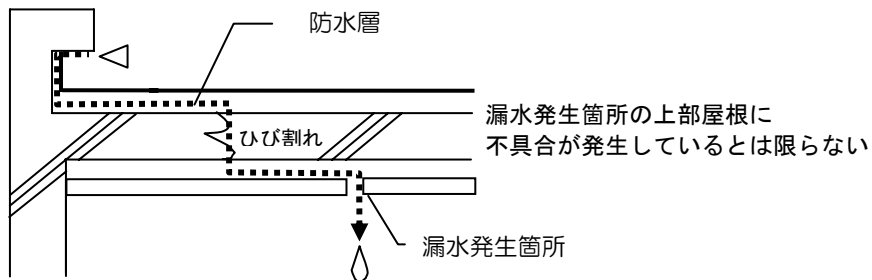 防水層
漏水発生箇所の上部屋根に
不具合が発生しているとは限らない
ひび割れ
漏水発生箇所